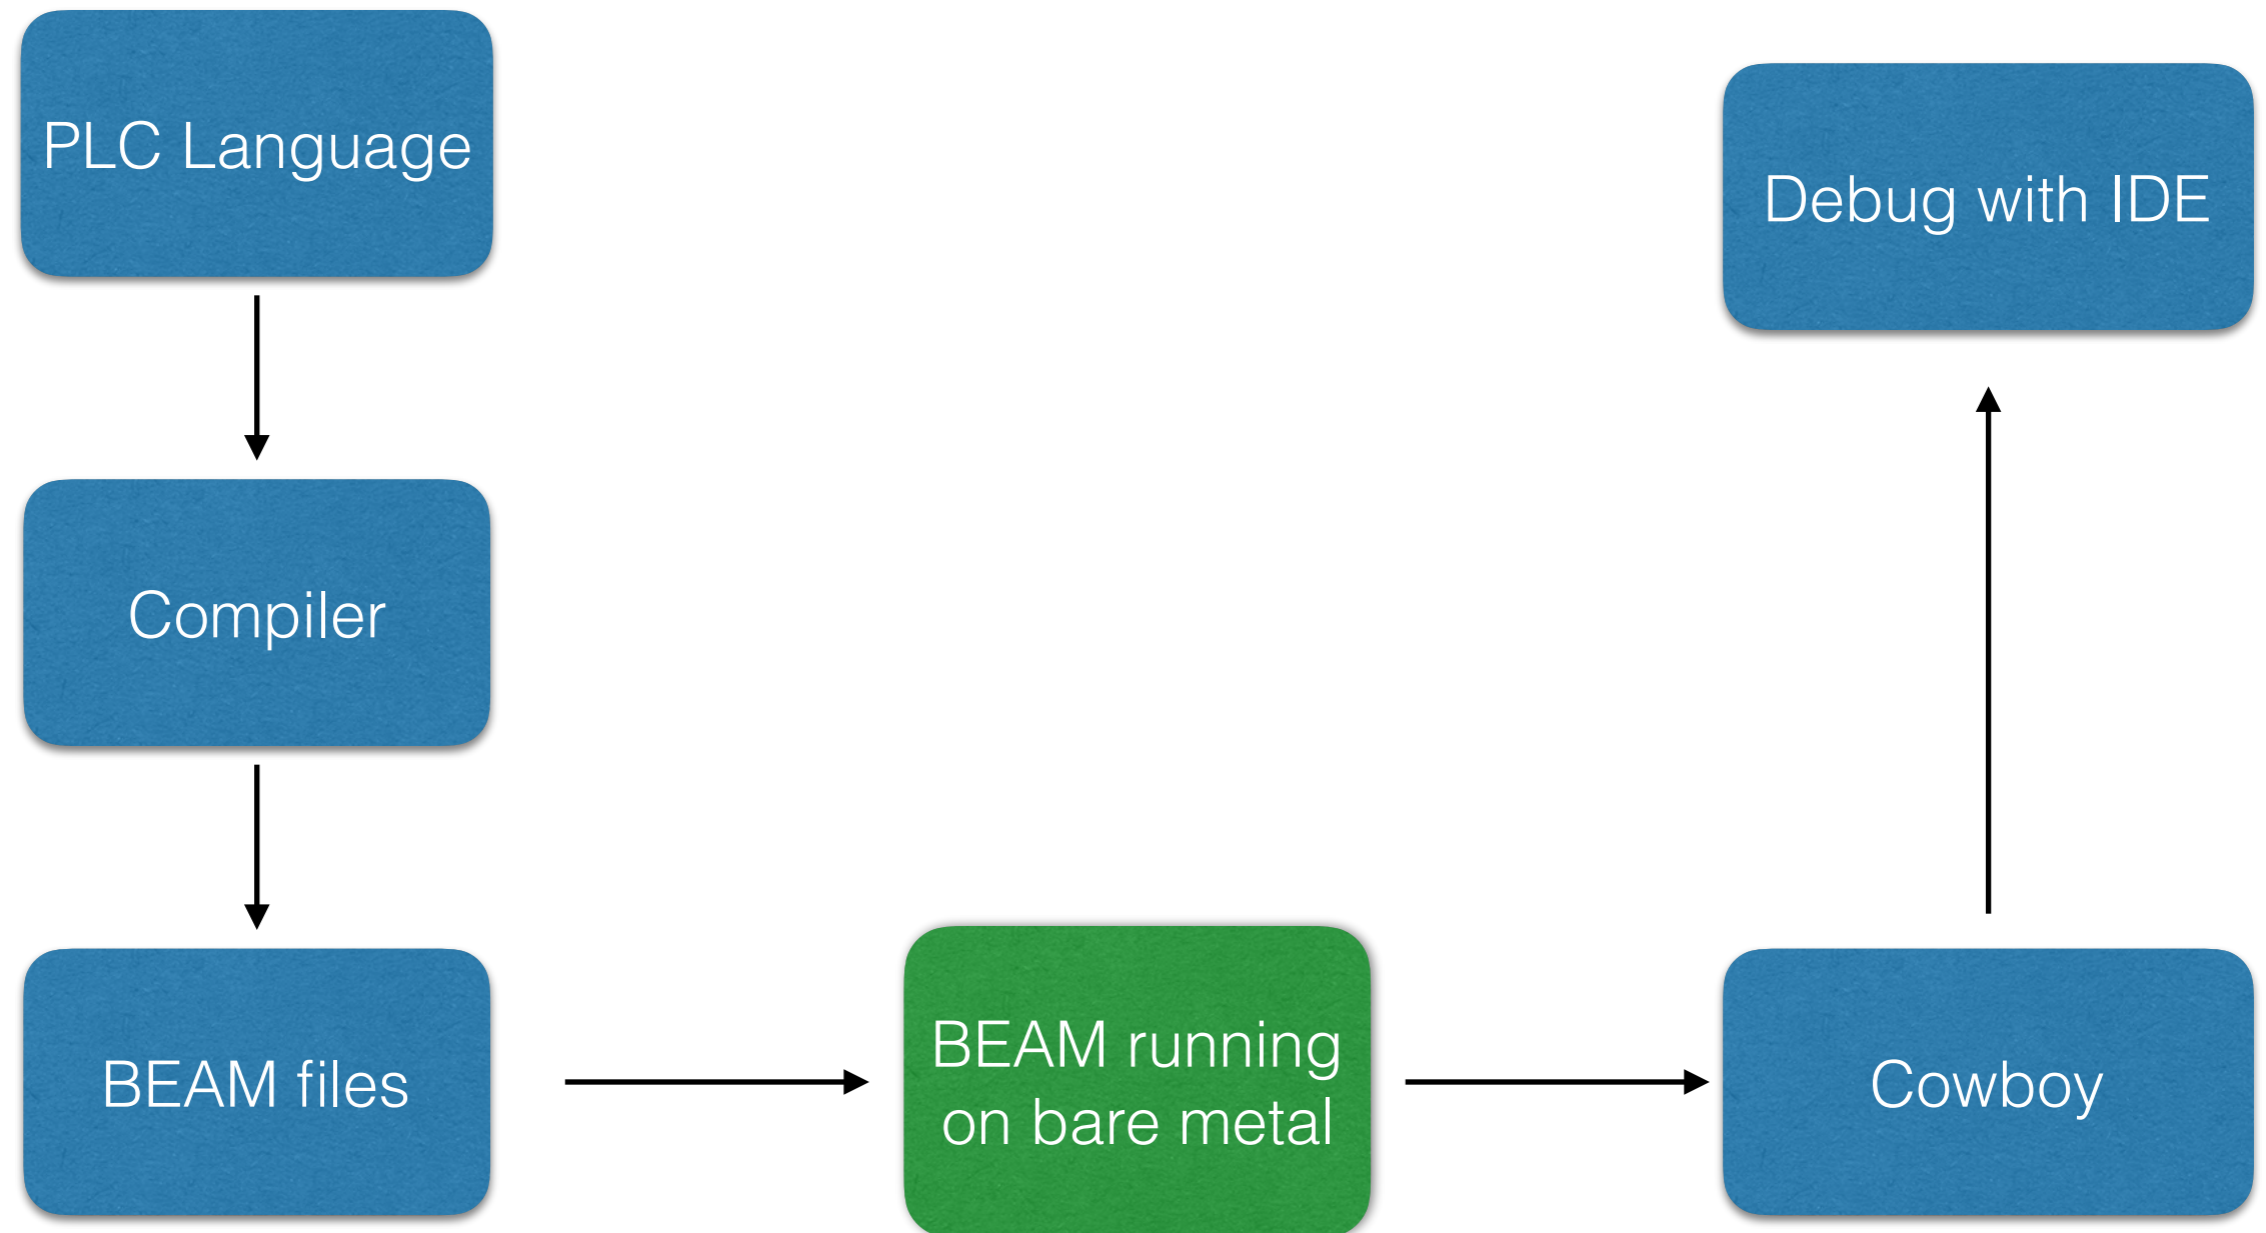 PLC Language
Compiler
BEAM files
BEAM running
on bare metal
Cowboy
Debug with IDE